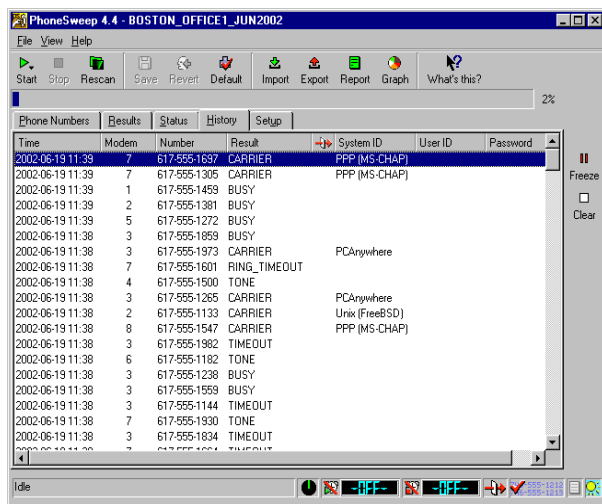 PhoneSweep 4.4 - BOSTON_OFFICE1_JUN2002
File View Help
Start Stop Rescan Save Revert Default Import Export Report Graph What's this?
2%
Phone Numbers Results Status History Setup
Time Modem Number Result System ID User ID Password
2002-06-19 11:39 7 617-555-1697 CARRIER PPP (MS-CHAP)
2002-06-19 11:39 7 617-555-1305 CARRIER PPP (MS-CHAP)
2002-06-19 11:39 1 617-555-1459 BUSY
2002-06-19 11:39 2 617-555-1381 BUSY
2002-06-19 11:39 5 617-555-1272 BUSY
2002-06-19 11:38 3 617-555-1859 BUSY
2002-06-19 11:38 3 617-555-1973 CARRIER PCAnywhere
2002-06-19 11:38 7 617-555-1601 RING_TIMEOUT
2002-06-19 11:38 4 617-555-1500 TONE
2002-06-19 11:38 3 617-555-1265 CARRIER PCAnywhere
2002-06-19 11:38 2 617-555-1133 CARRIER Unix (FreeBSD)
2002-06-19 11:38 8 617-555-1547 CARRIER PPP (MS-CHAP)
2002-06-19 11:38 3 617-555-1982 TIMEOUT
2002-06-19 11:38 6 617-555-1182 TONE
2002-06-19 11:38 3 617-555-1238 BUSY
2002-06-19 11:38 3 617-555-1559 BUSY
2002-06-19 11:38 3 617-555-1144 TIMEOUT
2002-06-19 11:38 7 617-555-1930 TONE
2002-06-19 11:38 3 617-555-1834 TIMEOUT
Freeze
Clear
Idle
-OFF- -OFF-